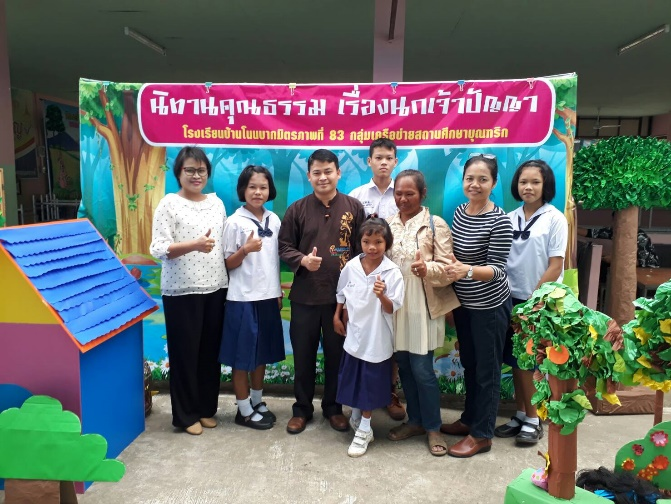 นิทานคุณธรรม เรื่องนกเจ้าปัญญา
โรงเรียนบ้านโนนบากมิตรภาพที่ 83 กลุ่มเครือข่ายสถานศึกษาบุณฑริก